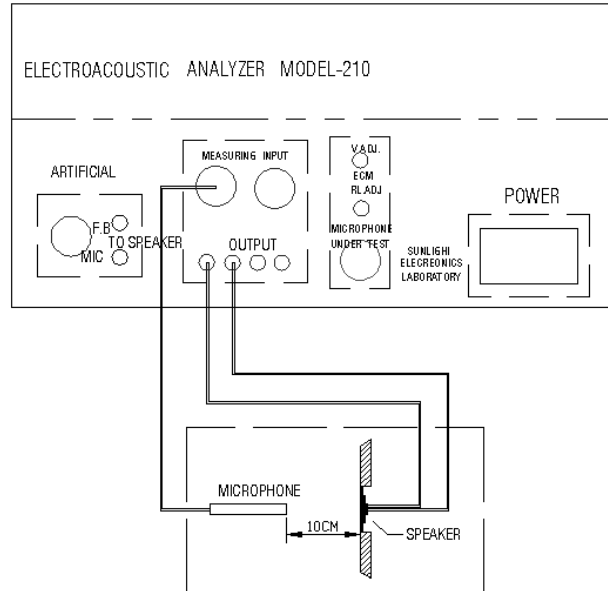 ELECTROACOUSTIC ANALYZER MODEL-210
ARTIFICIAL
F.B
TO SPEAKER
MIC
MEASURING INPUT
OUTPUT
V.ADJ.
ECM
RL.ADJ
MICROPHONE
UNDER TEST
SUNLIGHI
ELECREONICS
LABORATORY
POWER
MICROPHONE
10CM
SPEAKER